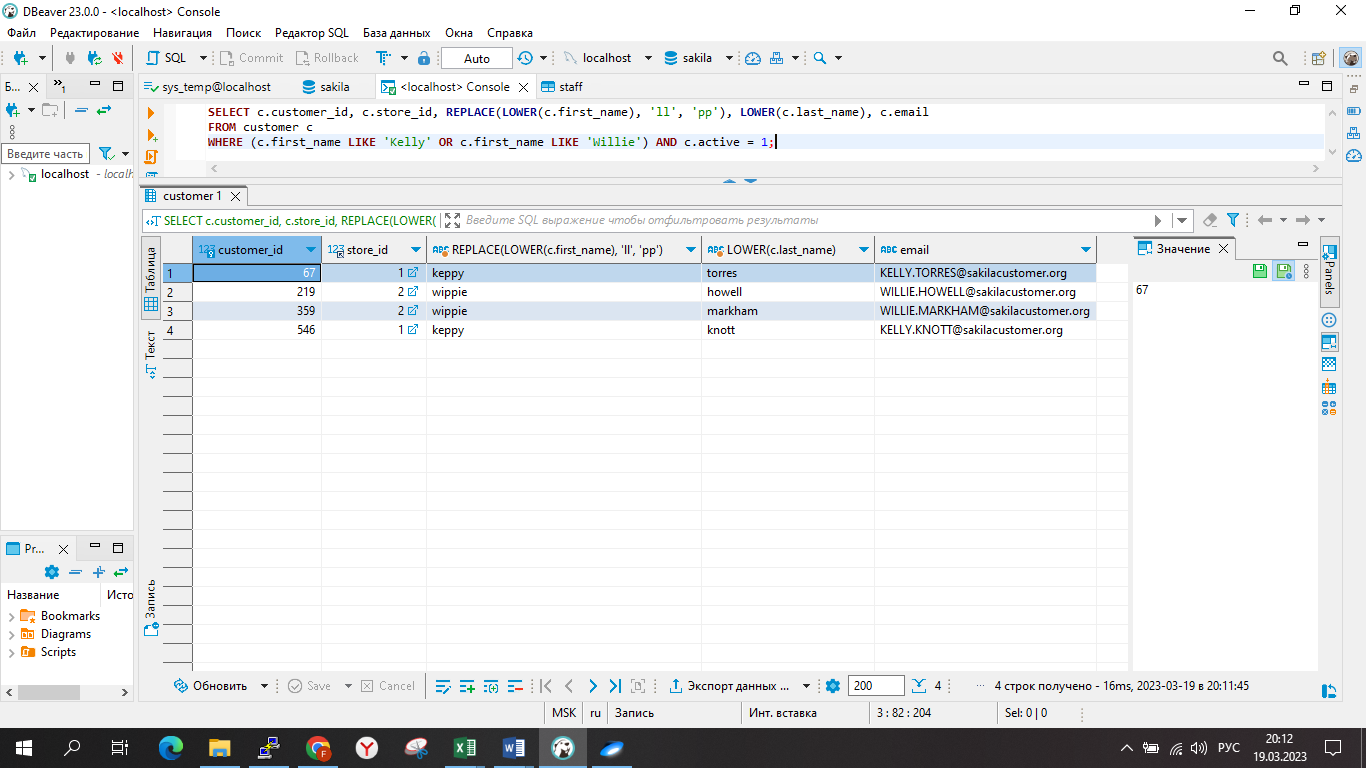 DBeaver 23.0.0 - <localhost> Console
Файл Редактирование Навигация Поиск Редактор SQL База данных Окна Справка
SQL Commit Rollback Auto localhost sakila
Б... »1 sys_temp@localhost sakila <localhost> Console staff
SELECT c.customer_id, c.store_id, REPLACE(LOWER(c.first_name), 'll', 'pp'), LOWER(c.last_name), c.email
FROM customer c
WHERE (c.first_name LIKE 'Kelly' OR c.first_name LIKE 'Willie') AND c.active = 1;
Введите часть
localhost - localh
customer 1
SELECT c.customer_id, c.store_id, REPLACE(LOWER( Введите SQL выражение чтобы отфильтровать результаты
Таблица
Текст
Запись
customer_id store_id REPLACE(LOWER(c.first_name), 'll', 'pp') LOWER(c.last_name) email
1 67 1 keppy torres KELLY.TORRES@sakilacustomer.org
2 219 2 wippie howell WILLIE.HOWELL@sakilacustomer.org
3 359 2 wippie markham WILLIE.MARKHAM@sakilacustomer.org
4 546 1 keppy knott KELLY.KNOTT@sakilacustomer.org
Значение
67
Panels
Pr...
Название Исто
Bookmarks
Diagrams
Scripts
Обновить Save Cancel Экспорт данных ... 200 4 ... 4 строк получено - 16ms, 2023-03-19 в 20:11:45
MSK ru Запись Инт. вставка 3 : 82 : 204 Sel: 0 | 0
РУС 20:12
19.03.2023